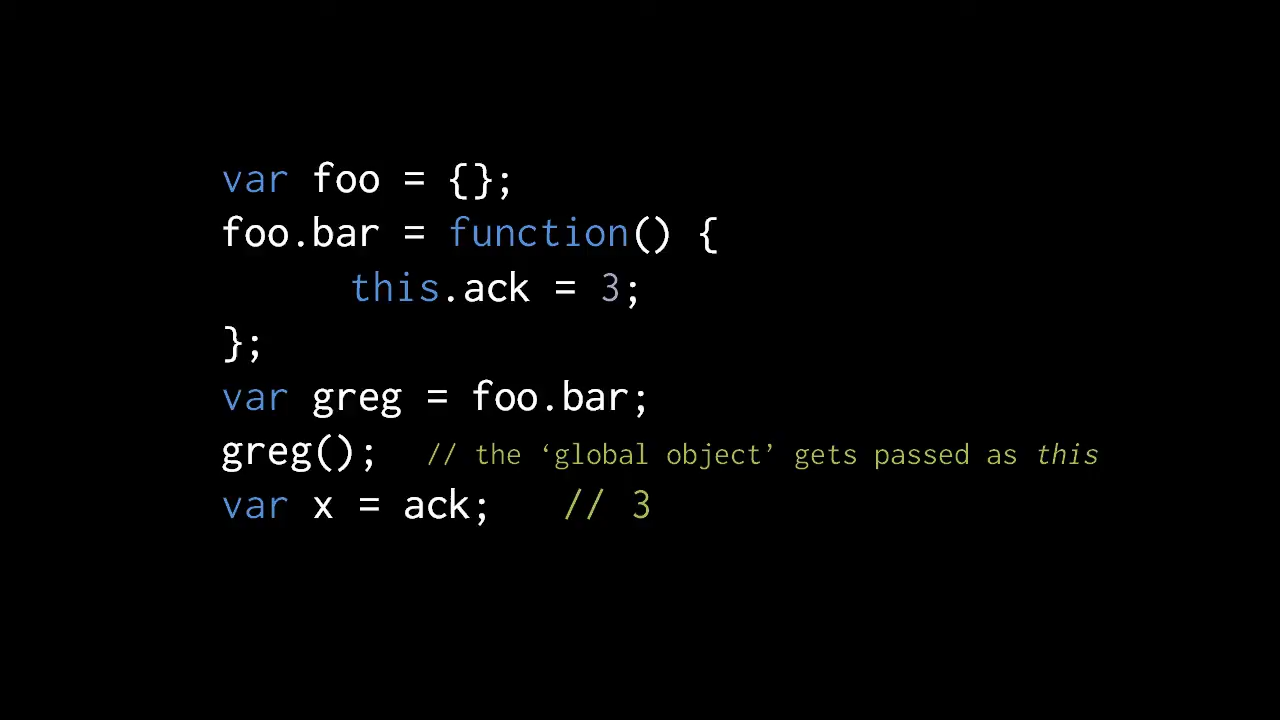 var foo = {};
foo.bar = function() {
this.ack = 3;
};
var greg = foo.bar;
greg(); // the ‘global object’ gets passed as this
var x = ack; // 3